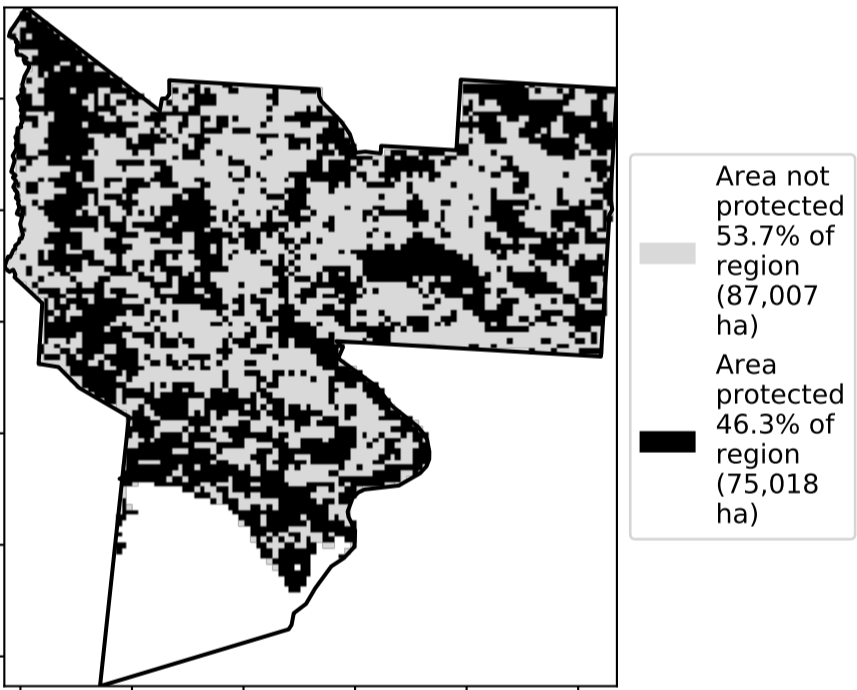 Area not
protected
53.7% of
region
(87,007
ha)
Area
protected
46.3% of
region
(75,018
ha)